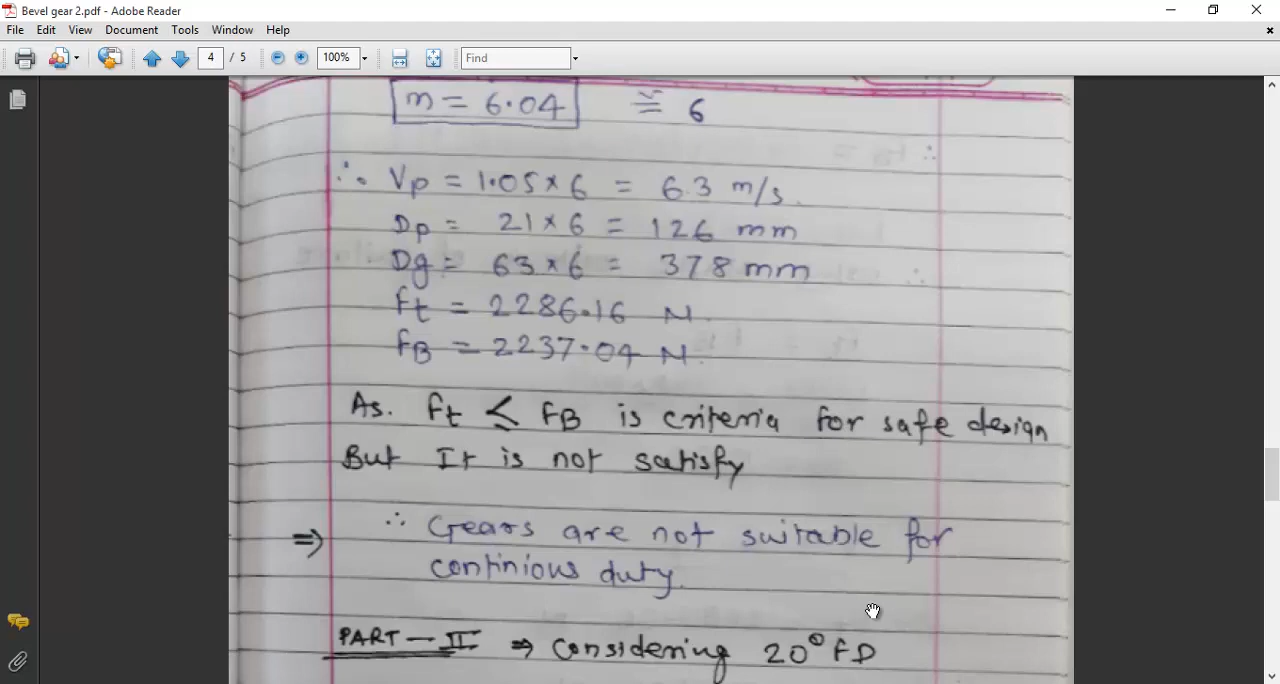 Bevel gear 2.pdf - Adobe Reader
File Edit View Document Tools Window Help
4 / 5 100% Find
m = 6.04 ≅ 6
∴ Vp = 1.05 × 6 = 6.3 m/s.
Dp = 21 × 6 = 126 mm
Dg = 63 × 6 = 378 mm
Ft = 2286.16 N.
FB = 2237.04 N.
As. Ft ≤ FB is criteria for safe design
But It is not satisfy
⇒ ∴ Gears are not suitable for
continious duty.
PART - II ⇒ Considering 20° FD